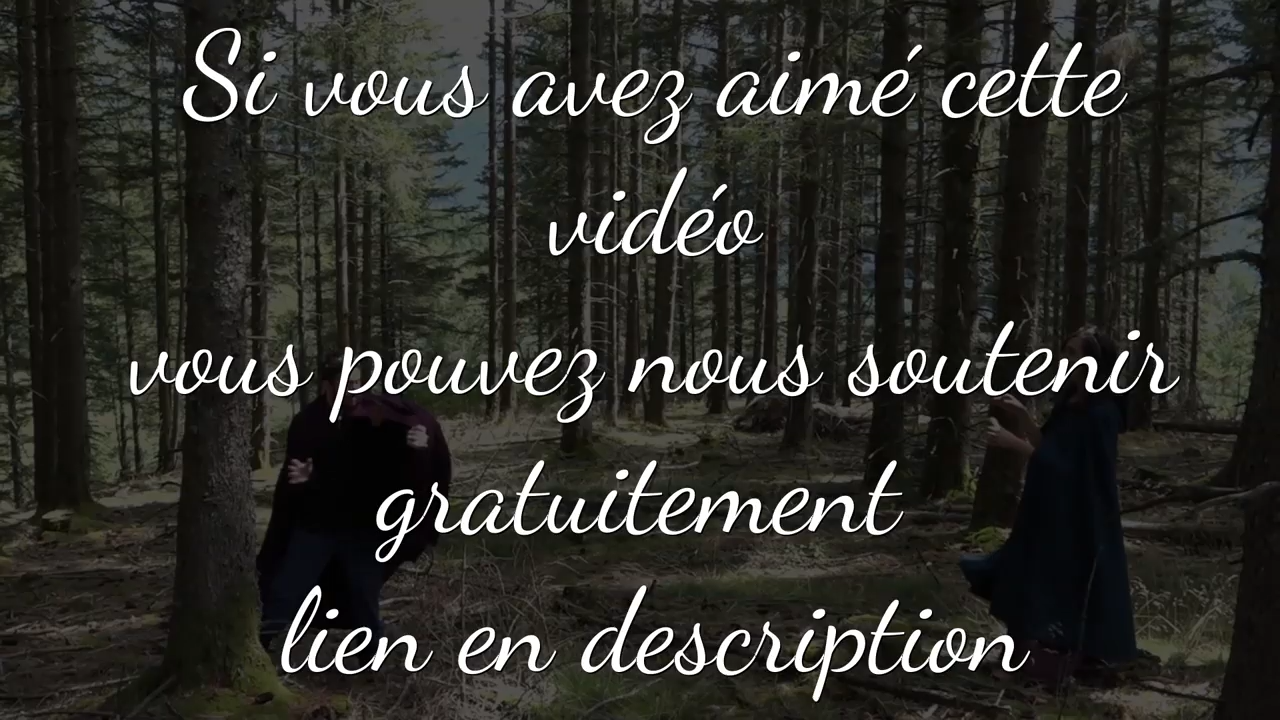 Si vous avez aimé cette
vidéo
vous pouvez nous soutenir
gratuitement
lien en description